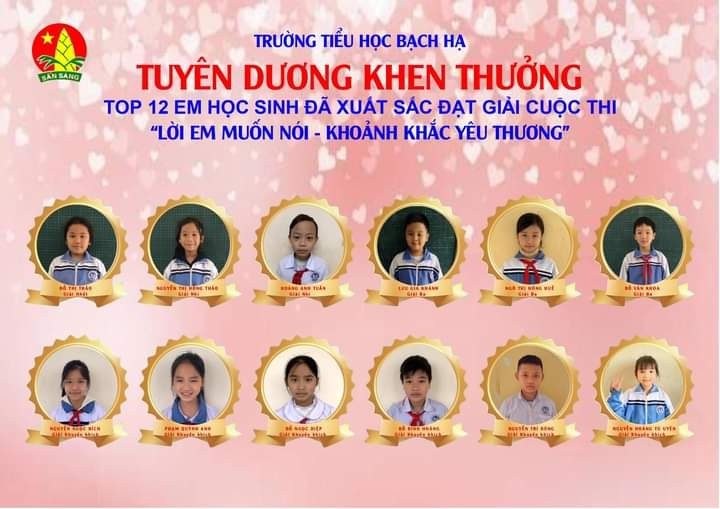 TRƯỜNG TIỂU HỌC BẠCH HẠ
TUYÊN DƯƠNG KHEN THƯỞNG
TOP 12 EM HỌC SINH ĐÃ XUẤT SẮC ĐẠT GIẢI CUỘC THI
“LỜI EM MUỐN NÓI - KHOẢNH KHẮC YÊU THƯƠNG”
SẴN SÀNG
ĐỖ THỊ THẢO
Giải Nhất
NGUYỄN THỊ HỒNG THẢO
Giải Nhì
HOÀNG ANH TUẤN
Giải Nhì
LƯU GIA KHÁNH
Giải Ba
NGÔ THỊ HỒNG HUẾ
Giải Ba
ĐỖ VĂN KHOA
Giải Ba
NGUYỄN NGỌC BÍCH
Giải Khuyến khích
PHẠM QUỲNH ANH
Giải Khuyến khích
ĐỖ NGỌC DIỆP
Giải Khuyến khích
ĐỖ ĐÌNH HOÀNG
Giải Khuyến khích
NGUYỄN TRÍ DŨNG
Giải Khuyến khích
NGUYỄN HOÀNG TÚ UYÊN
Giải Khuyến khích